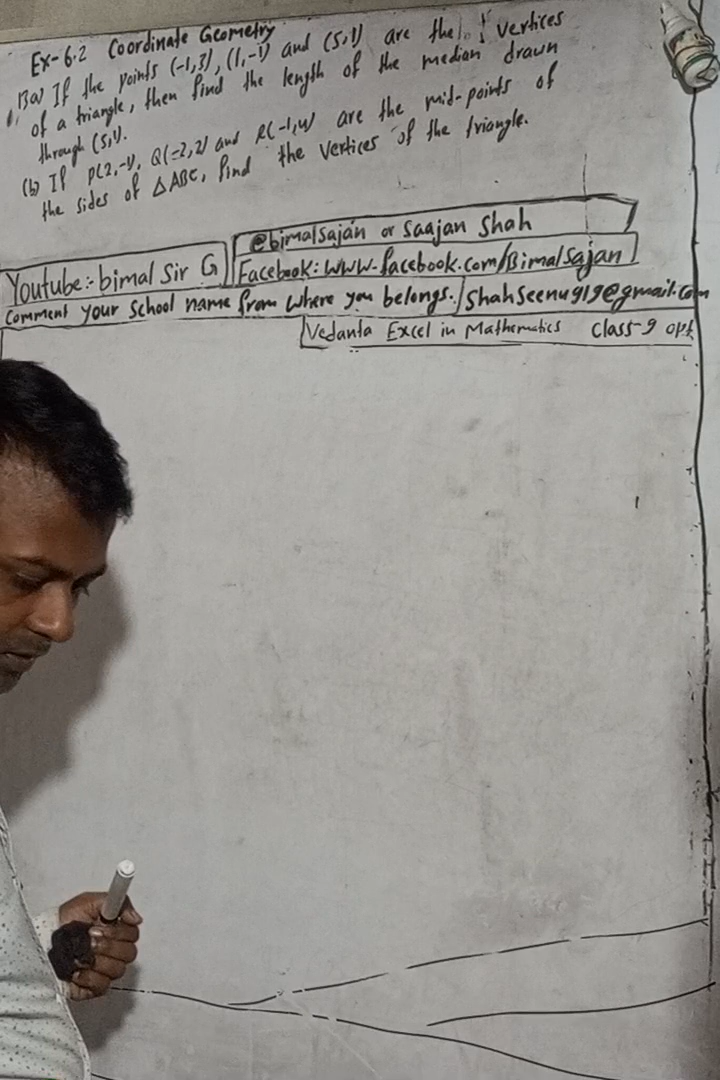 Ex-6.2 Coordinate Geometry
13a) If the points (-1,3), (1,-1) and (5,1) are the vertices
of a triangle, then find the length of the median drawn
through (5,1).
(b) If P(2,-1), Q(-2,2) and R(-1,4) are the mid-points of
the sides of △ABC, find the vertices of the triangle.
@bimalsajan or Saajan Shah
Youtube:- bimal Sir G
Facebook: www.facebook.com/Bimalsajan
Comment your School name from where you belongs./shahseenu919@gmail.com
Vedanta Excel in Mathematics Class-9 opt